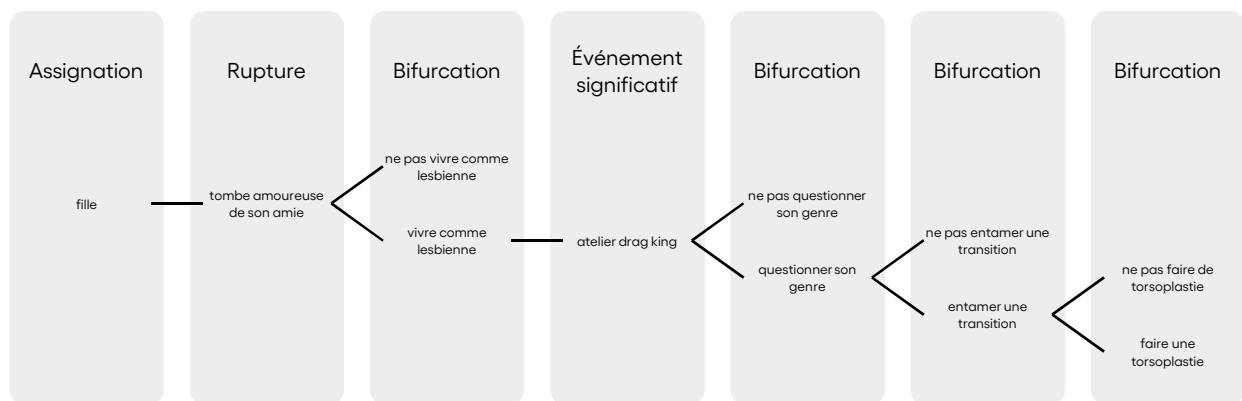 Assignation
Rupture
Bifurcation
Événement
significatif
Bifurcation
Bifurcation
Bifurcation
fille
tombe amoureuse
de son amie
ne pas vivre comme
lesbienne
vivre comme
lesbienne
atelier drag king
ne pas questionner
son genre
questionner son
genre
ne pas entamer une
transition
entamer une
transition
ne pas faire de
torsoplastie
faire une
torsoplastie